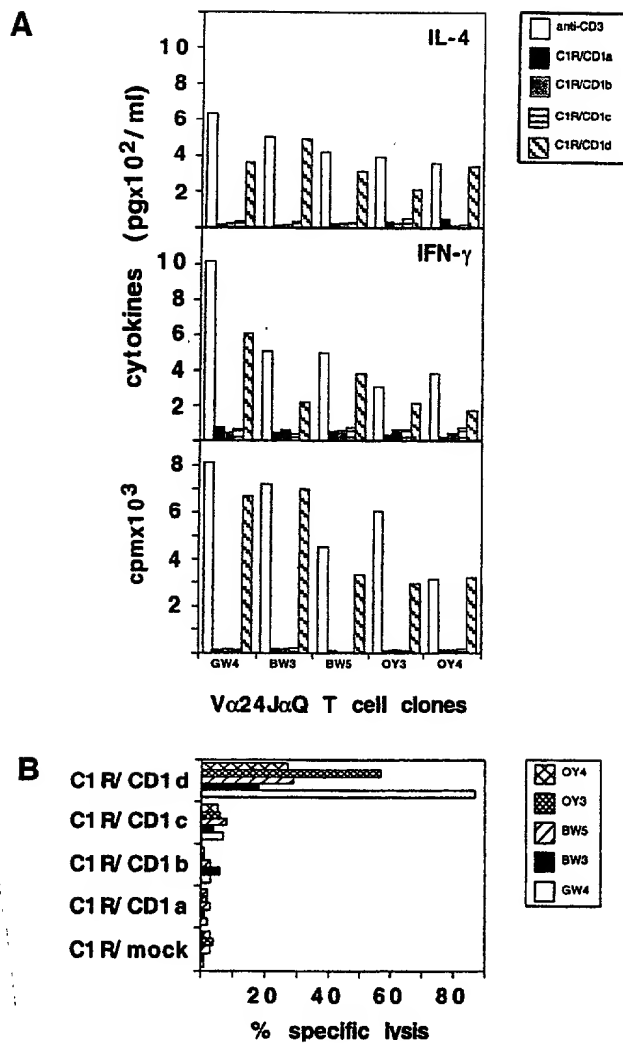 A
IL-4
anti-CD3
C1R/CD1a
C1R/CD1b
C1R/CD1c
C1R/CD1d
cytokines (pgx10²/ml)
10
8
6
4
2
IFN-γ
10
8
6
4
2
cpmx10³
8
6
4
2
GW4 BW3 BW5 OY3 OY4
Vα24JαQ T cell clones
B
C1R/CD1d
C1R/CD1c
C1R/CD1b
C1R/CD1a
C1R/mock
20 40 60 80
% specific lysis
OY4
OY3
BW5
BW3
GW4